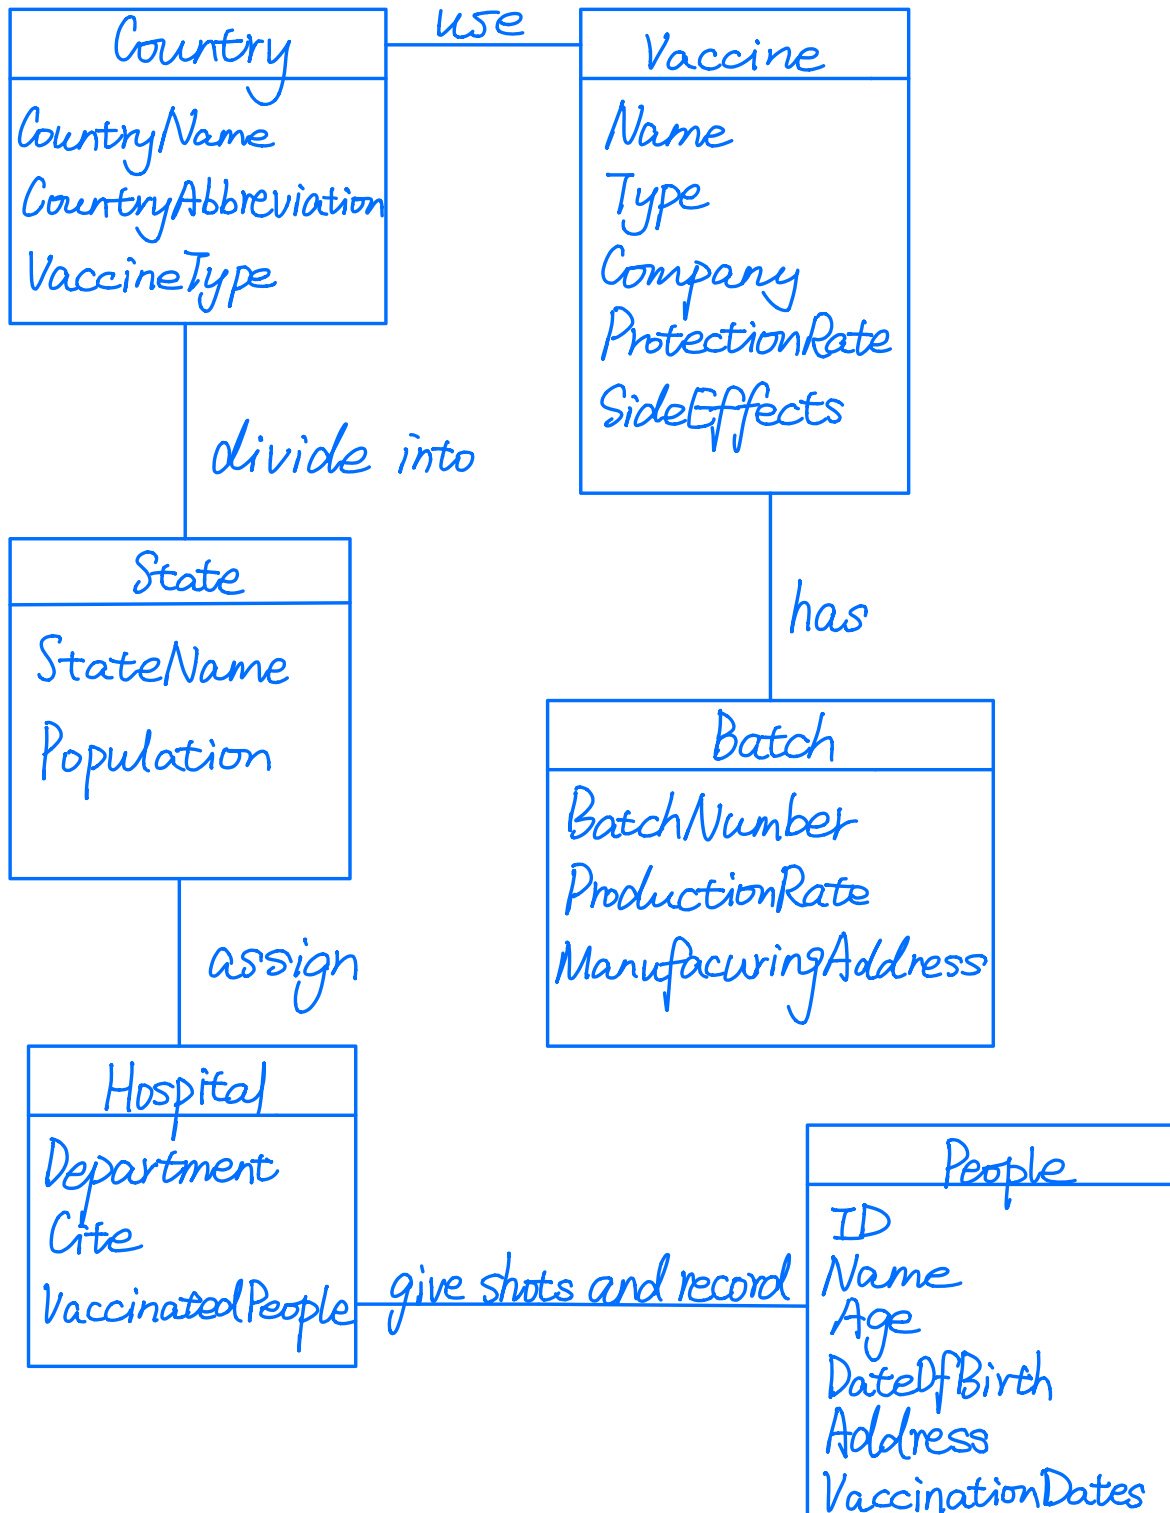 Country
use
Vaccine
CountryName
CountryAbbreviation
VaccineType
Name
Type
Company
ProtectionRate
SideEffects
divide into
State
StateName
Population
has
Batch
BatchNumber
ProductionRate
ManufacuringAddress
assign
Hospital
Department
Cite
VaccinatedPeople
give shots and record
People
ID
Name
Age
DateOfBirth
Address
VaccinationDates